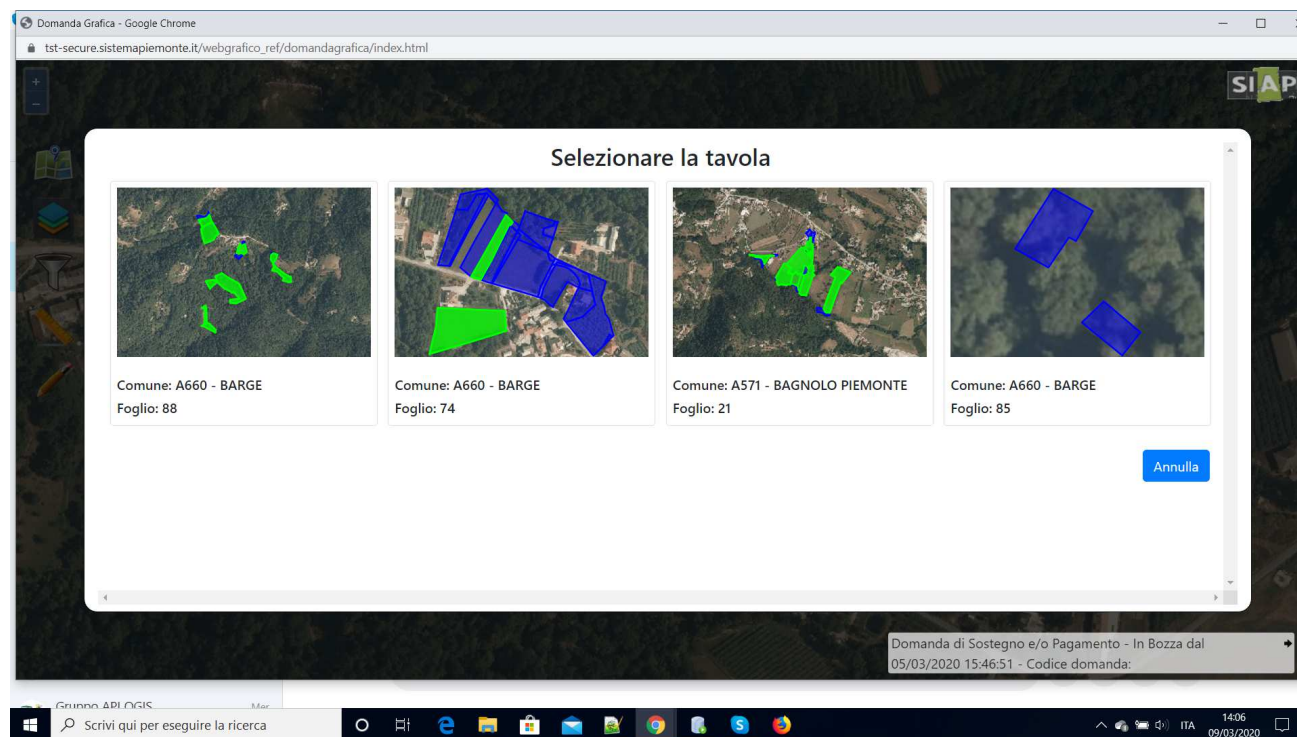 Domanda Grafica - Google Chrome
tst-secure.sistemapiemonte.it/webgrafico_ref/domandagrafica/index.html
+
−
SIAP
Selezionare la tavola
Comune: A660 - BARGE
Foglio: 88
Comune: A660 - BARGE
Foglio: 74
Comune: A571 - BAGNOLO PIEMONTE
Foglio: 21
Comune: A660 - BARGE
Foglio: 85
Annulla
Domanda di Sostegno e/o Pagamento - In Bozza dal
05/03/2020 15:46:51 - Codice domanda:
Gruppo APLOGIS
Mer
Scrivi qui per eseguire la ricerca
ITA
14:06
09/03/2020